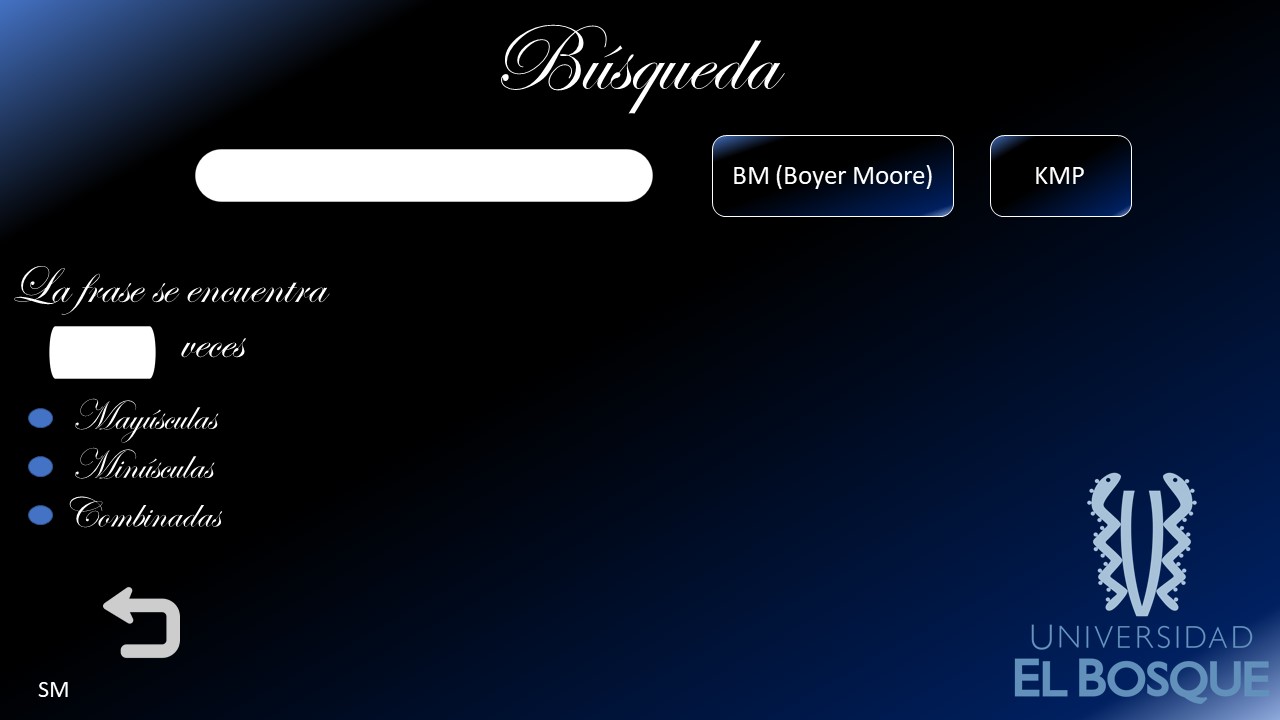 Búsqueda
BM (Boyer Moore)
KMP
La frase se encuentra
veces
Mayúsculas
Minúsculas
Combinadas
SM
UNIVERSIDAD
EL BOSQUE